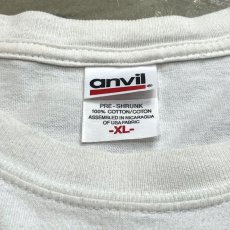 anvil®
PRE-SHRUNK
100% COTTON/COTON
ASSEMBLED IN NICARAGUA
OF USA FABRIC
-XL-